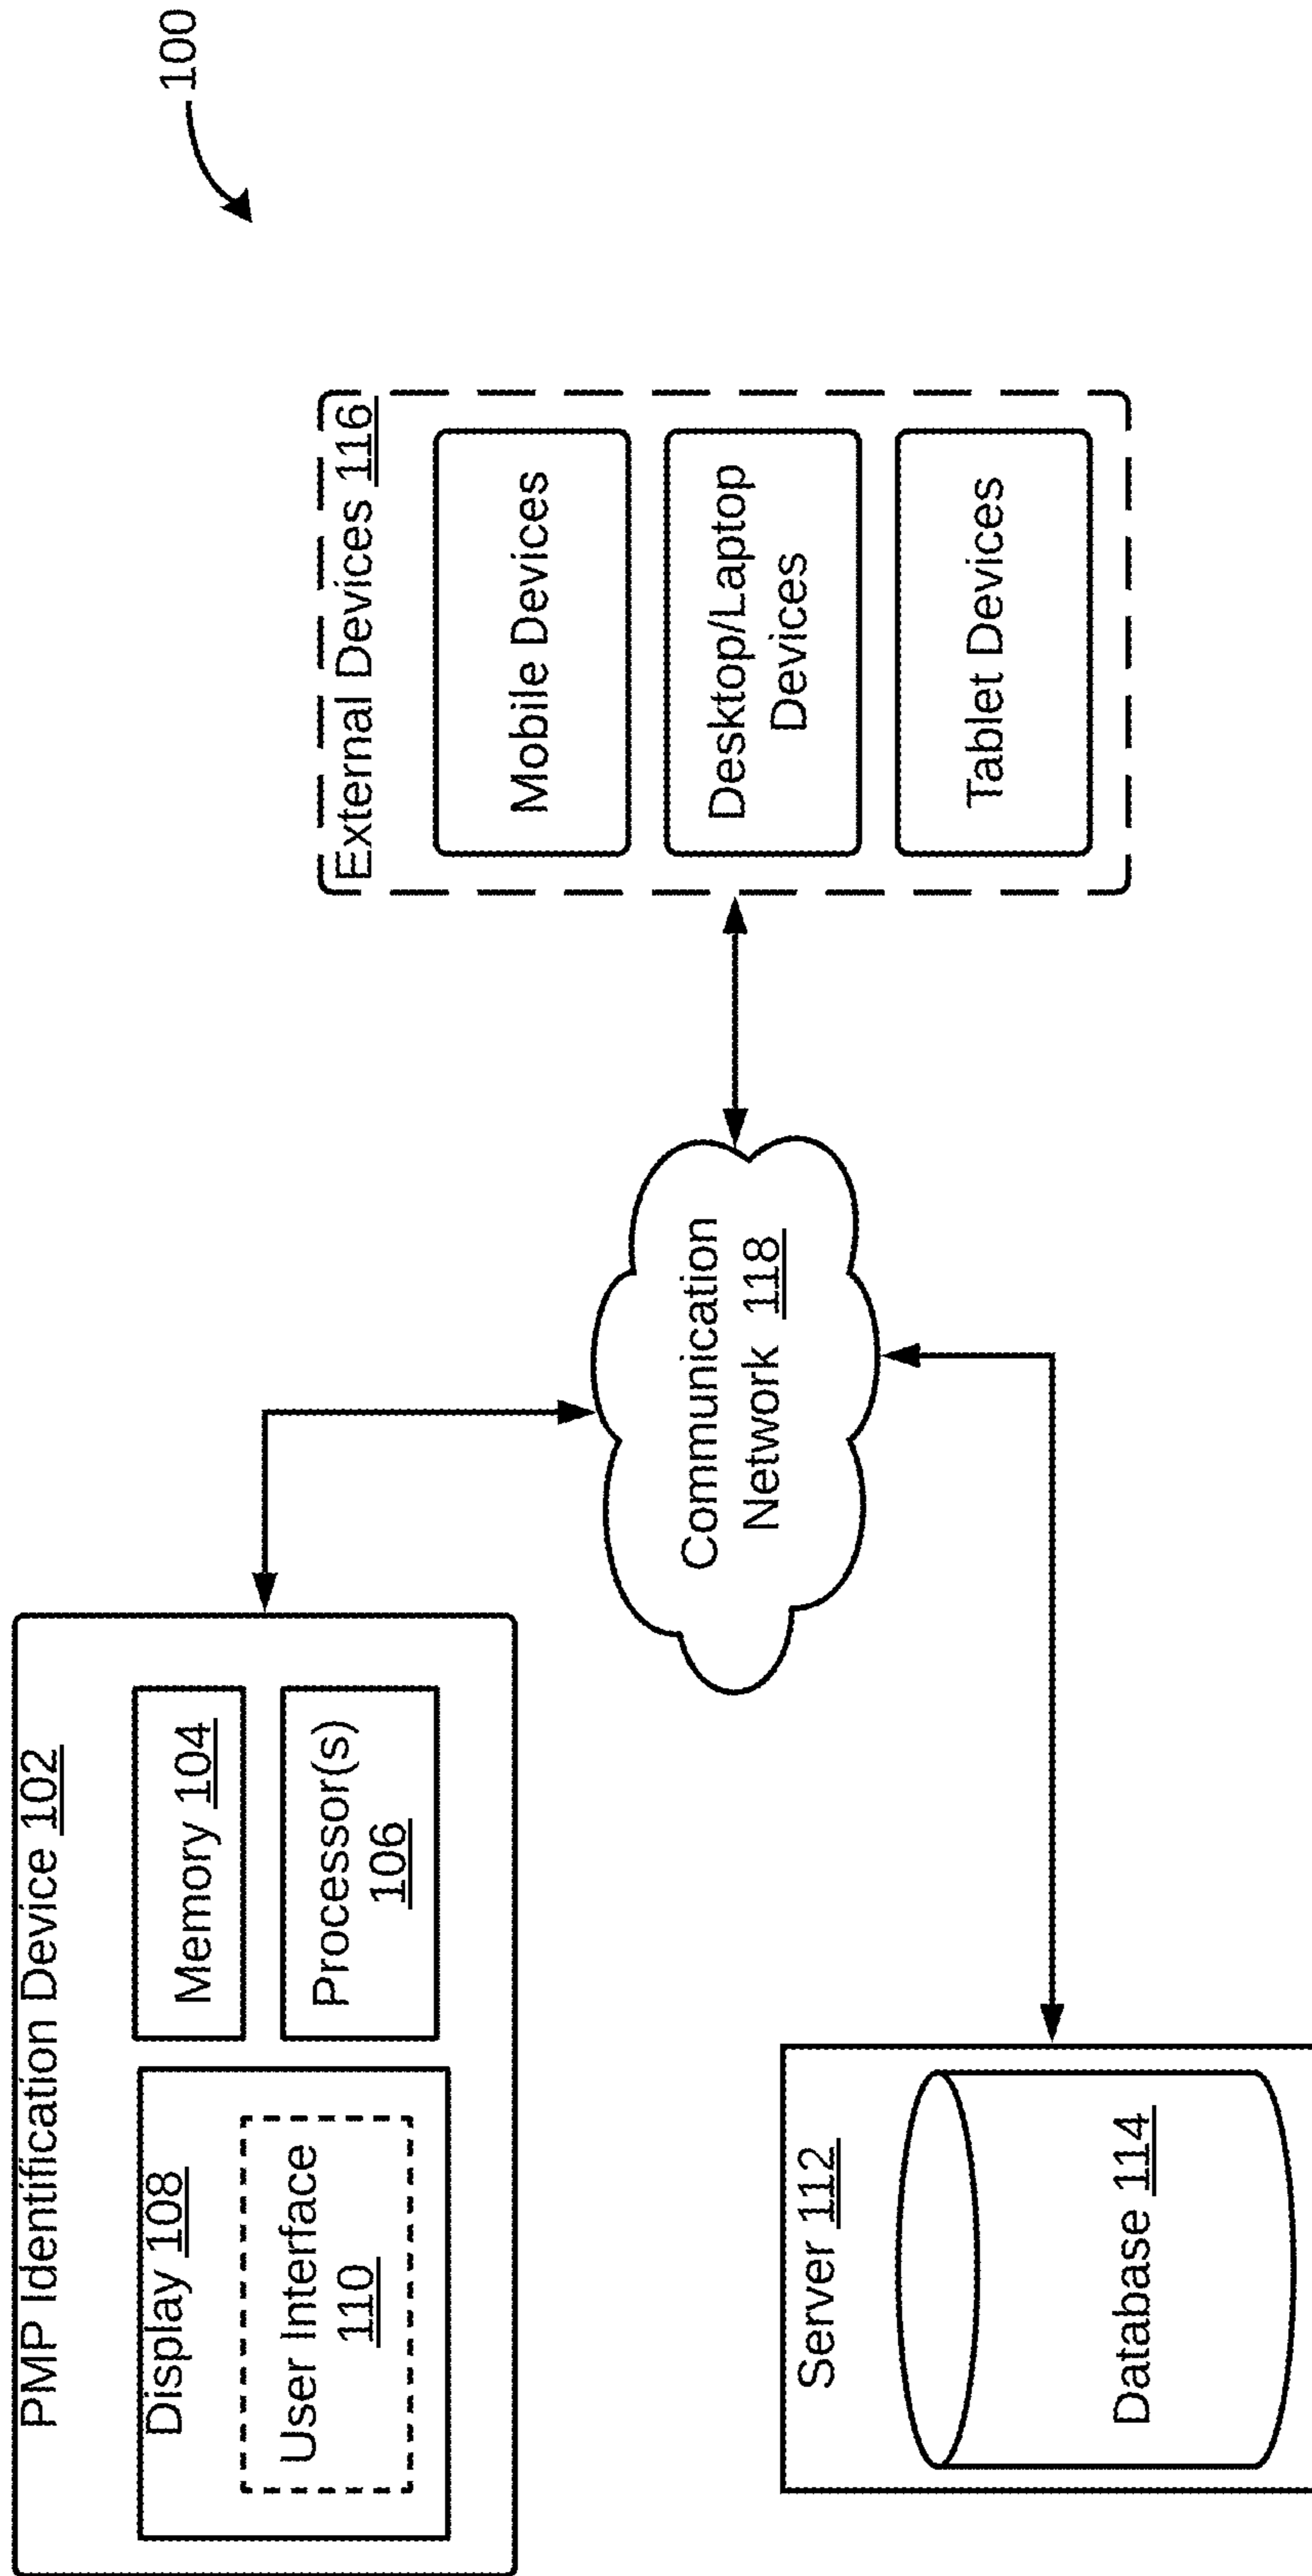 100
PMP Identification Device 102
Display 108
User Interface
110
Memory 104
Processor(s)
106
External Devices 116
Mobile Devices
Desktop/Laptop
Devices
Tablet Devices
Communication
Network 118
Server 112
Database 114